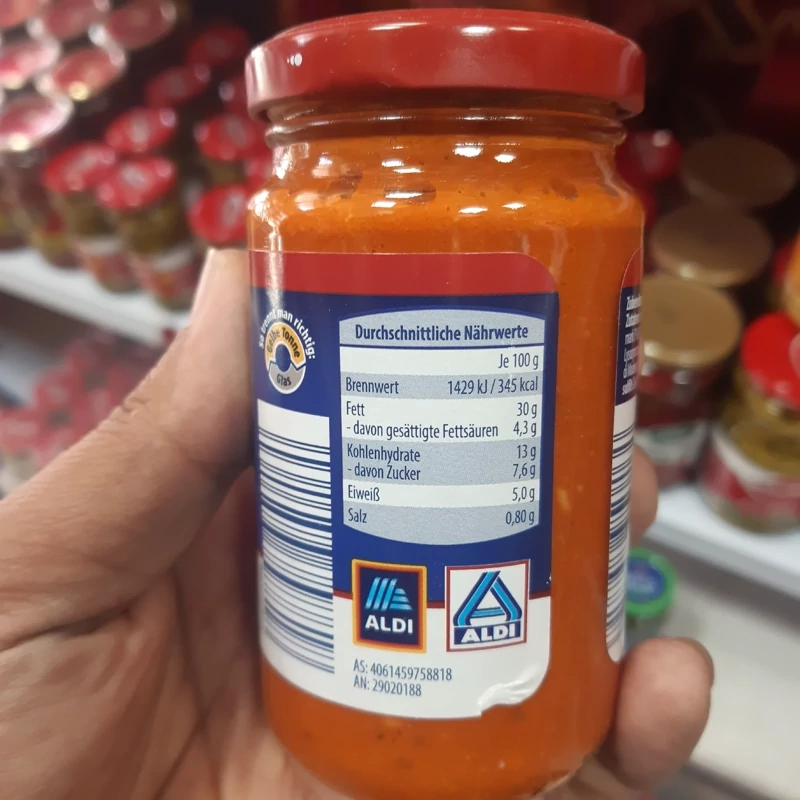 so trennt man richtig:
Gelbe Tonne
Glas
Durchschnittliche Nährwerte
Je 100 g
Brennwert 1429 kJ / 345 kcal
Fett 30 g
- davon gesättigte Fettsäuren 4,3 g
Kohlenhydrate 13 g
- davon Zucker 7,6 g
Eiweiß 5,0 g
Salz 0,80 g
ALDI
ALDI
AS: 4061459758818
AN: 29020188